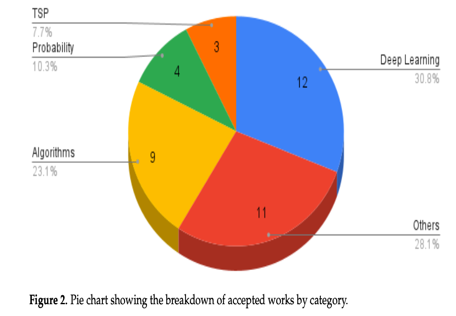 TSP
7.7%
Probability
10.3%
Algorithms
23.1%
3
4
9
12
11
Deep Learning
30.8%
Others
28.1%
Figure 2. Pie chart showing the breakdown of accepted works by category.